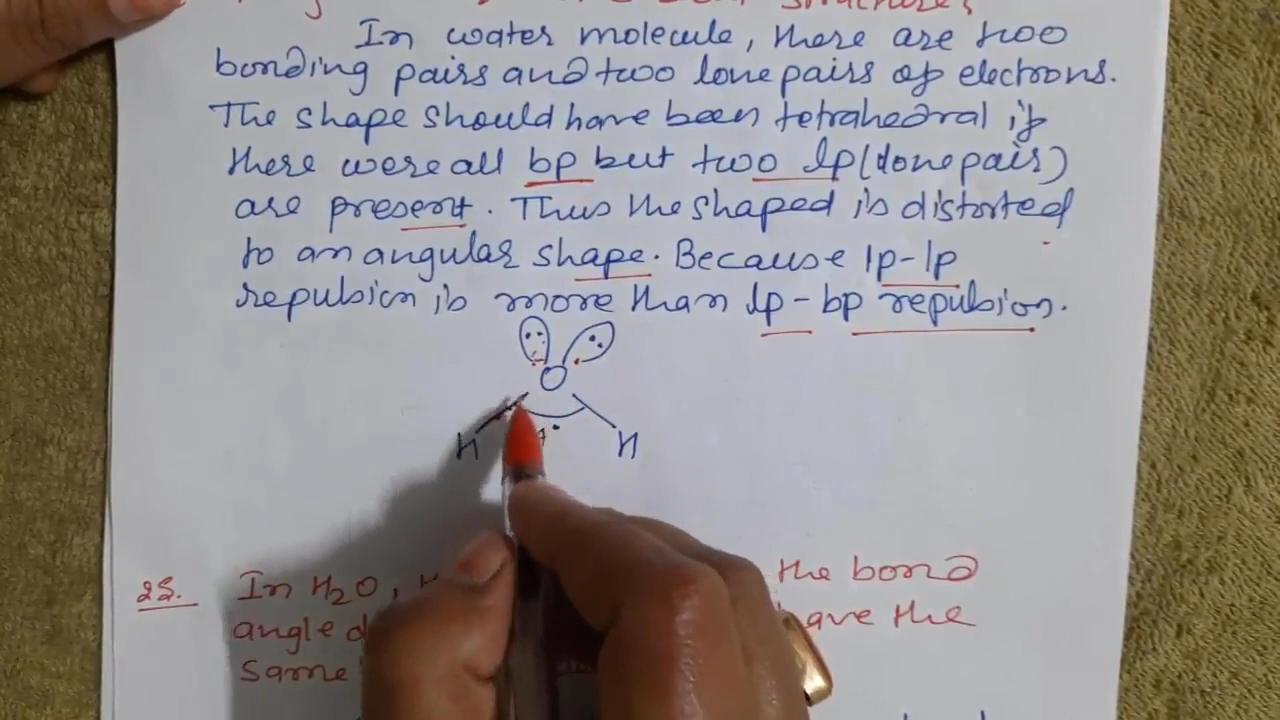 structures
In water molecule, there are two
bonding pairs and two lone pairs of electrons.
The shape should have been tetrahedral if
there were all bp but two lp (lone pair)
are present. Thus the shaped is distorted
to an angular shape. Because lp-lp
repulsion is more than lp-bp repulsion.
O
H H
25. In H2O, the bond
angle have the
same